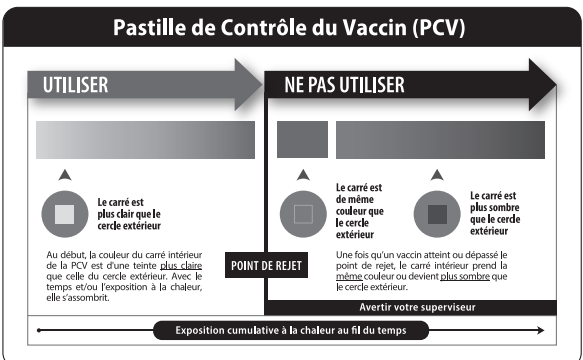 Pastille de Contrôle du Vaccin (PCV)
UTILISER
NE PAS UTILISER
Le carré est
plus clair que le
cercle extérieur
Le carré est
de même
couleur que
le cercle
extérieur
Le carré est
plus sombre
que le cercle
extérieur
Au début, la couleur du carré intérieur
de la PCV est d'une teinte plus claire
que celle du cercle extérieur. Avec le
temps et/ou l'exposition à la chaleur,
elle s'assombrit.
POINT DE REJET
Une fois qu'un vaccin atteint ou dépassé le
point de rejet, le carré intérieur prend la
même couleur ou devient plus sombre que
le cercle extérieur.
Avertir votre superviseur
Exposition cumulative à la chaleur au fil du temps